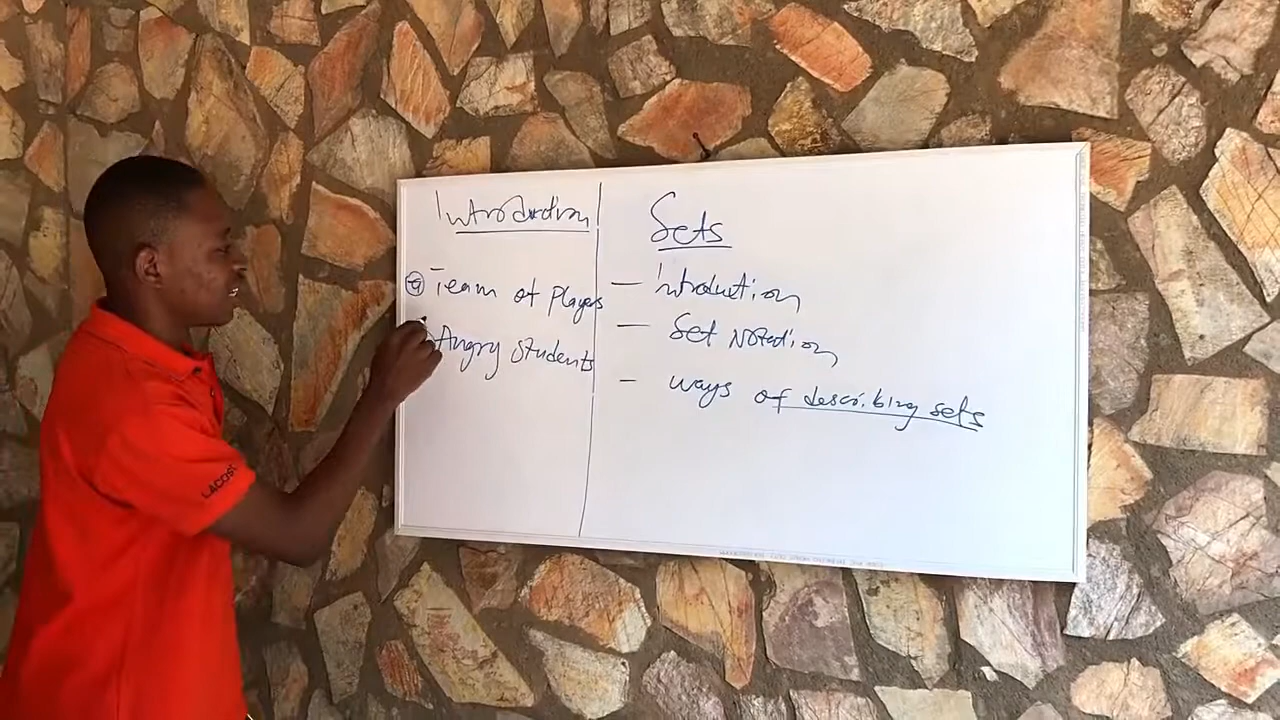 Introduction
a Team of players
Angry students
Sets
— Introduction
— Set Notation
— ways of describing sets
LACOSTE